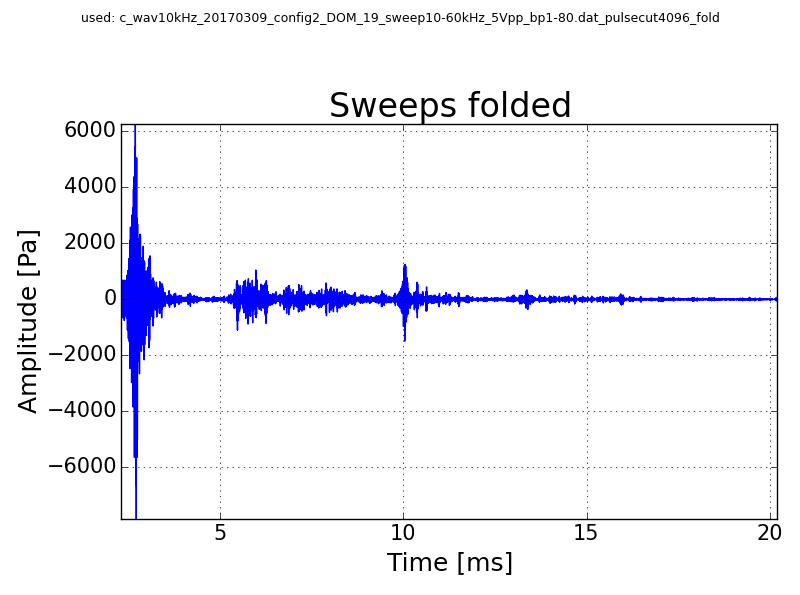 used: c_wav10kHz_20170309_config2_DOM_19_sweep10-60kHz_5Vpp_bp1-80.dat_pulsecut4096_fold
Sweeps folded
6000
4000
2000
0
−2000
−4000
−6000
Amplitude [Pa]
5 10 15 20
Time [ms]